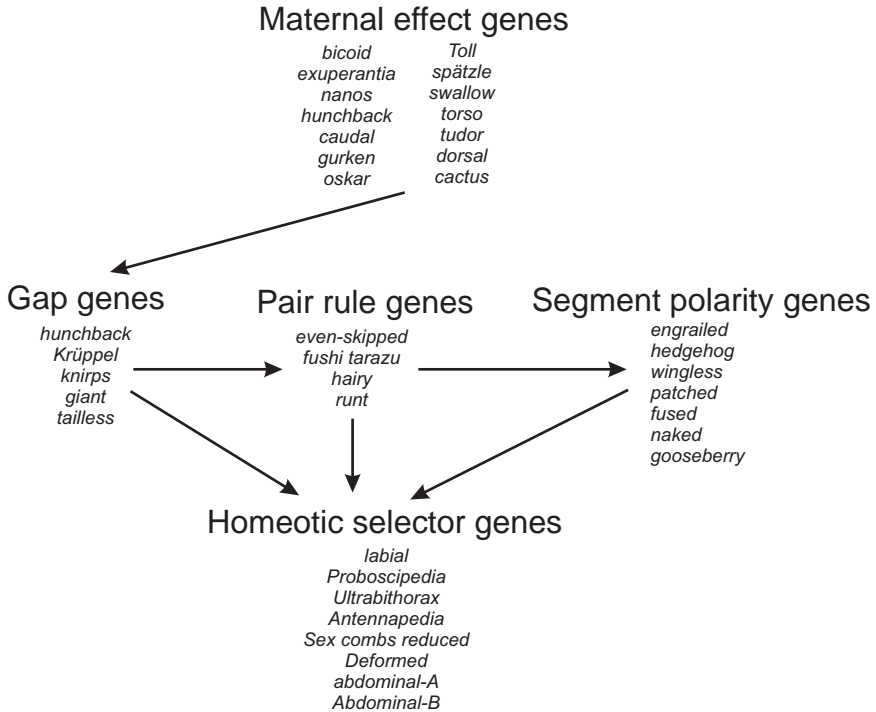 Maternal effect genes
bicoid
exuperantia
nanos
hunchback
caudal
gurken
oskar
Toll
spätzle
swallow
torso
tudor
dorsal
cactus
Gap genes
hunchback
Krüppel
knirps
giant
tailless
Pair rule genes
even-skipped
fushi tarazu
hairy
runt
Segment polarity genes
engrailed
hedgehog
wingless
patched
fused
naked
gooseberry
Homeotic selector genes
labial
Proboscipedia
Ultrabithorax
Antennapedia
Sex combs reduced
Deformed
abdominal-A
Abdominal-B